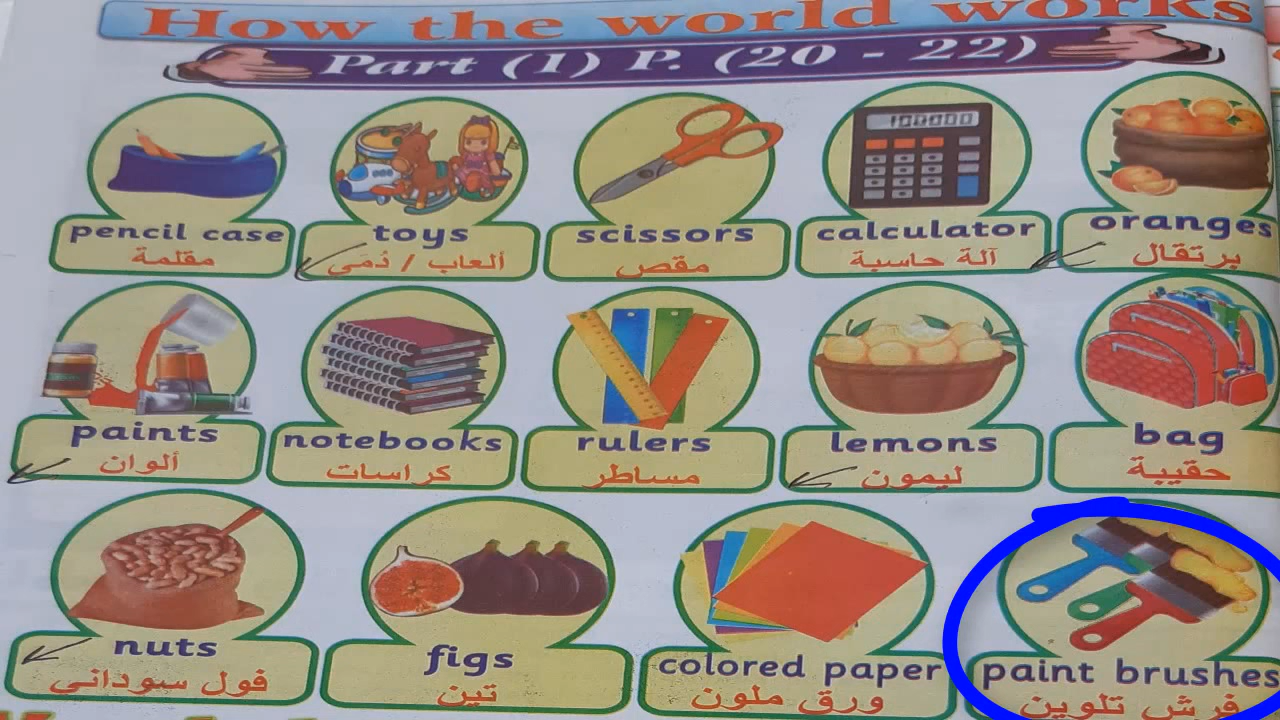 How the world works
Part (1) P. (20 - 22)
100000
pencil case
مقلمة
toys
ألعاب / دُمَى
scissors
مقص
calculator
آلة حاسبة
oranges
برتقال
paints
ألوان
notebooks
كراسات
rulers
مساطر
lemons
ليمون
bag
حقيبة
nuts
فول سودانى
figs
تين
colored paper
ورق ملون
paint brushes
فرش تلوين